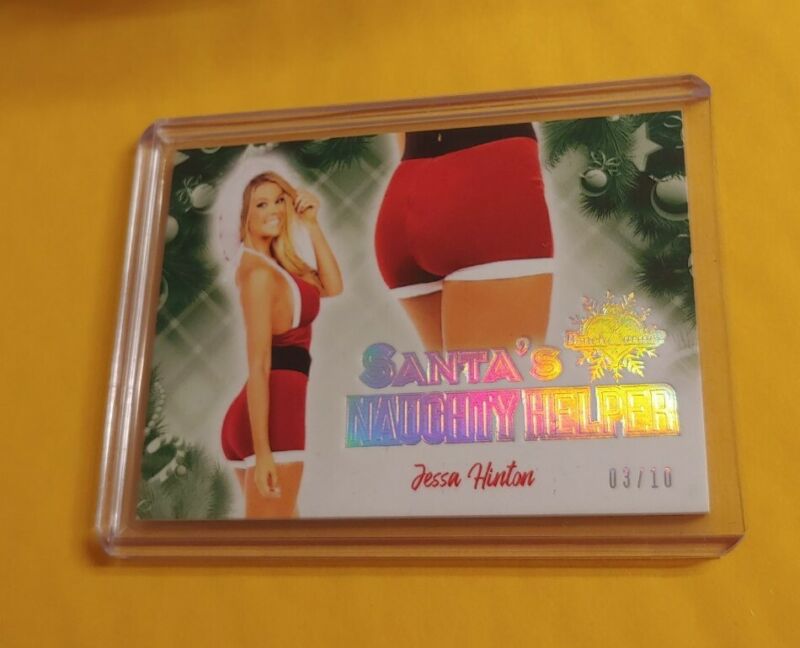 SANTA'S
NAUGHTY HELPER
Jessa Hinton
03/10